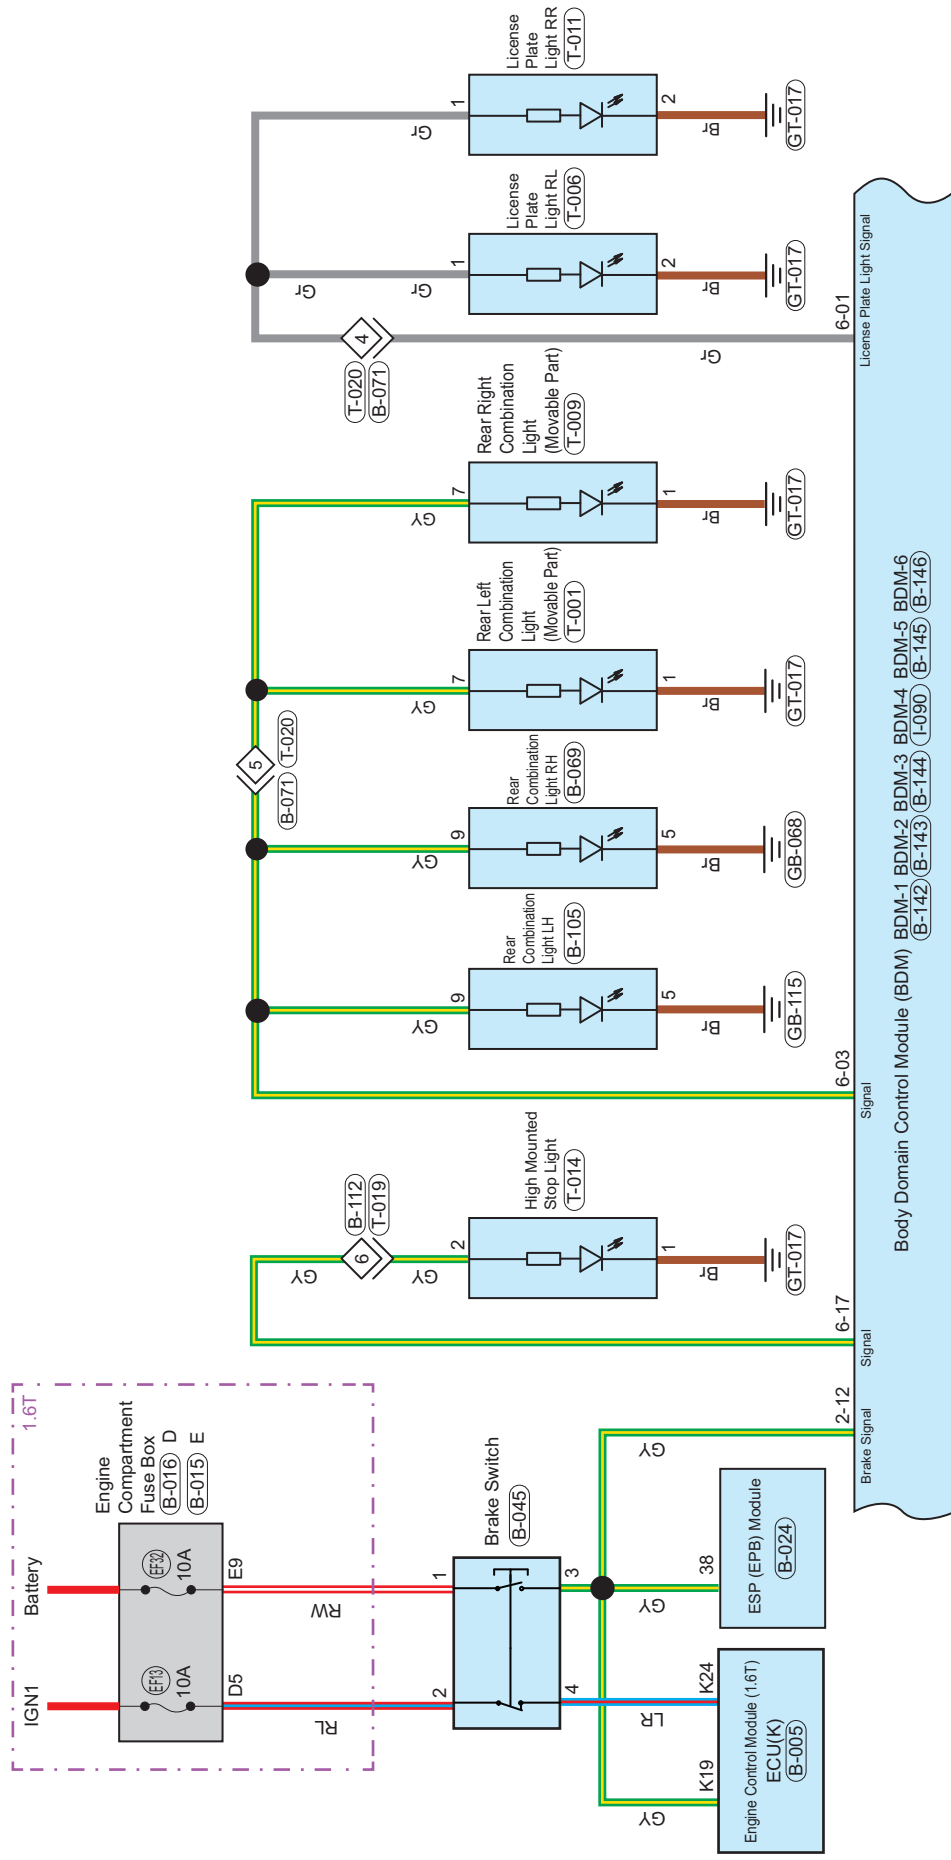 1.6T
IGN1
Battery
EF13
10A
EF32
10A
Engine
Compartment
Fuse Box
B-016 D
B-015 E
D5
E9
RL
RW
2
1
Brake Switch
B-045
4
3
LR
GY
GY
GY
K19
K24
38
2-12
Engine Control Module (1.6T)
ECU(K)
B-005
ESP (EPB) Module
B-024
Brake Signal
6-17
Signal
GY
6
B-112
T-019
GY
2
High Mounted
Stop Light
T-014
1
Br
GT-017
6-03
Signal
GY
9
Rear
Combination
Light LH
B-105
5
Br
GB-115
GY
9
Rear
Combination
Light RH
B-069
5
Br
GB-068
5
B-071
T-020
GY
7
Rear Left
Combination
Light
(Movable Part)
T-001
1
Br
GT-017
GY
7
Rear Right
Combination
Light
(Movable Part)
T-009
1
Br
GT-017
T-020
B-071
4
Gr
6-01
License Plate Light Signal
Gr
Gr
1
License
Plate
Light RL
T-006
2
Br
GT-017
Gr
1
License
Plate
Light RR
T-011
2
Br
GT-017
Body Domain Control Module (BDM) BDM-1 BDM-2 BDM-3 BDM-4 BDM-5 BDM-6
B-142 B-143 B-144 I-090 B-145 B-146